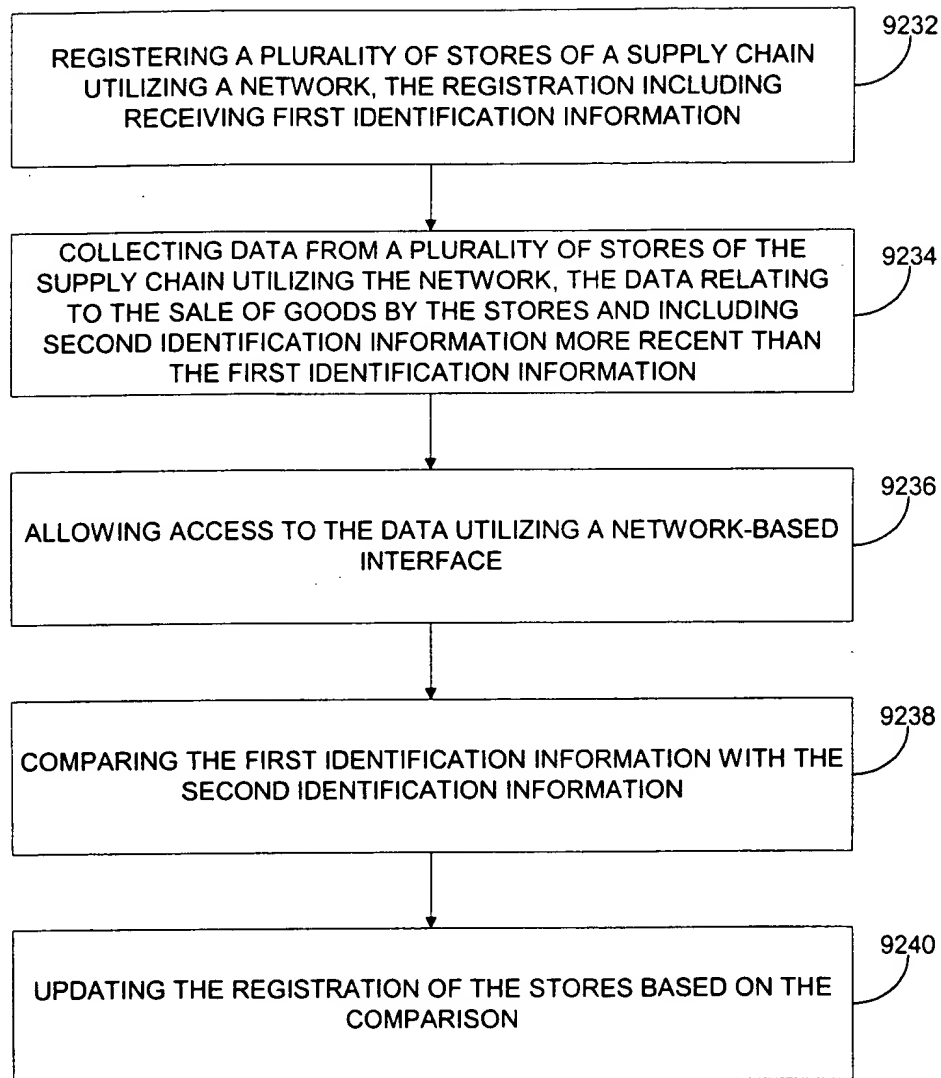 9232
REGISTERING A PLURALITY OF STORES OF A SUPPLY CHAIN
UTILIZING A NETWORK, THE REGISTRATION INCLUDING
RECEIVING FIRST IDENTIFICATION INFORMATION
9234
COLLECTING DATA FROM A PLURALITY OF STORES OF THE
SUPPLY CHAIN UTILIZING THE NETWORK, THE DATA RELATING
TO THE SALE OF GOODS BY THE STORES AND INCLUDING
SECOND IDENTIFICATION INFORMATION MORE RECENT THAN
THE FIRST IDENTIFICATION INFORMATION
9236
ALLOWING ACCESS TO THE DATA UTILIZING A NETWORK-BASED
INTERFACE
9238
COMPARING THE FIRST IDENTIFICATION INFORMATION WITH THE
SECOND IDENTIFICATION INFORMATION
9240
UPDATING THE REGISTRATION OF THE STORES BASED ON THE
COMPARISON